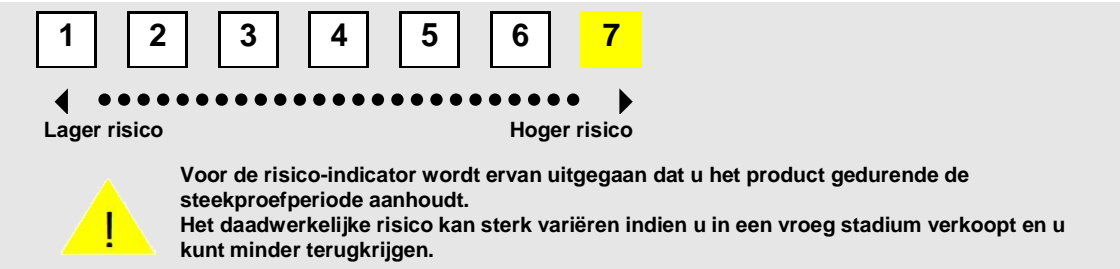 1 2 3 4 5 6 7
Lager risico Hoger risico
Voor de risico-indicator wordt ervan uitgegaan dat u het product gedurende de
steekproefperiode aanhoudt.
Het daadwerkelijke risico kan sterk variëren indien u in een vroeg stadium verkoopt en u
kunt minder terugkrijgen.
!